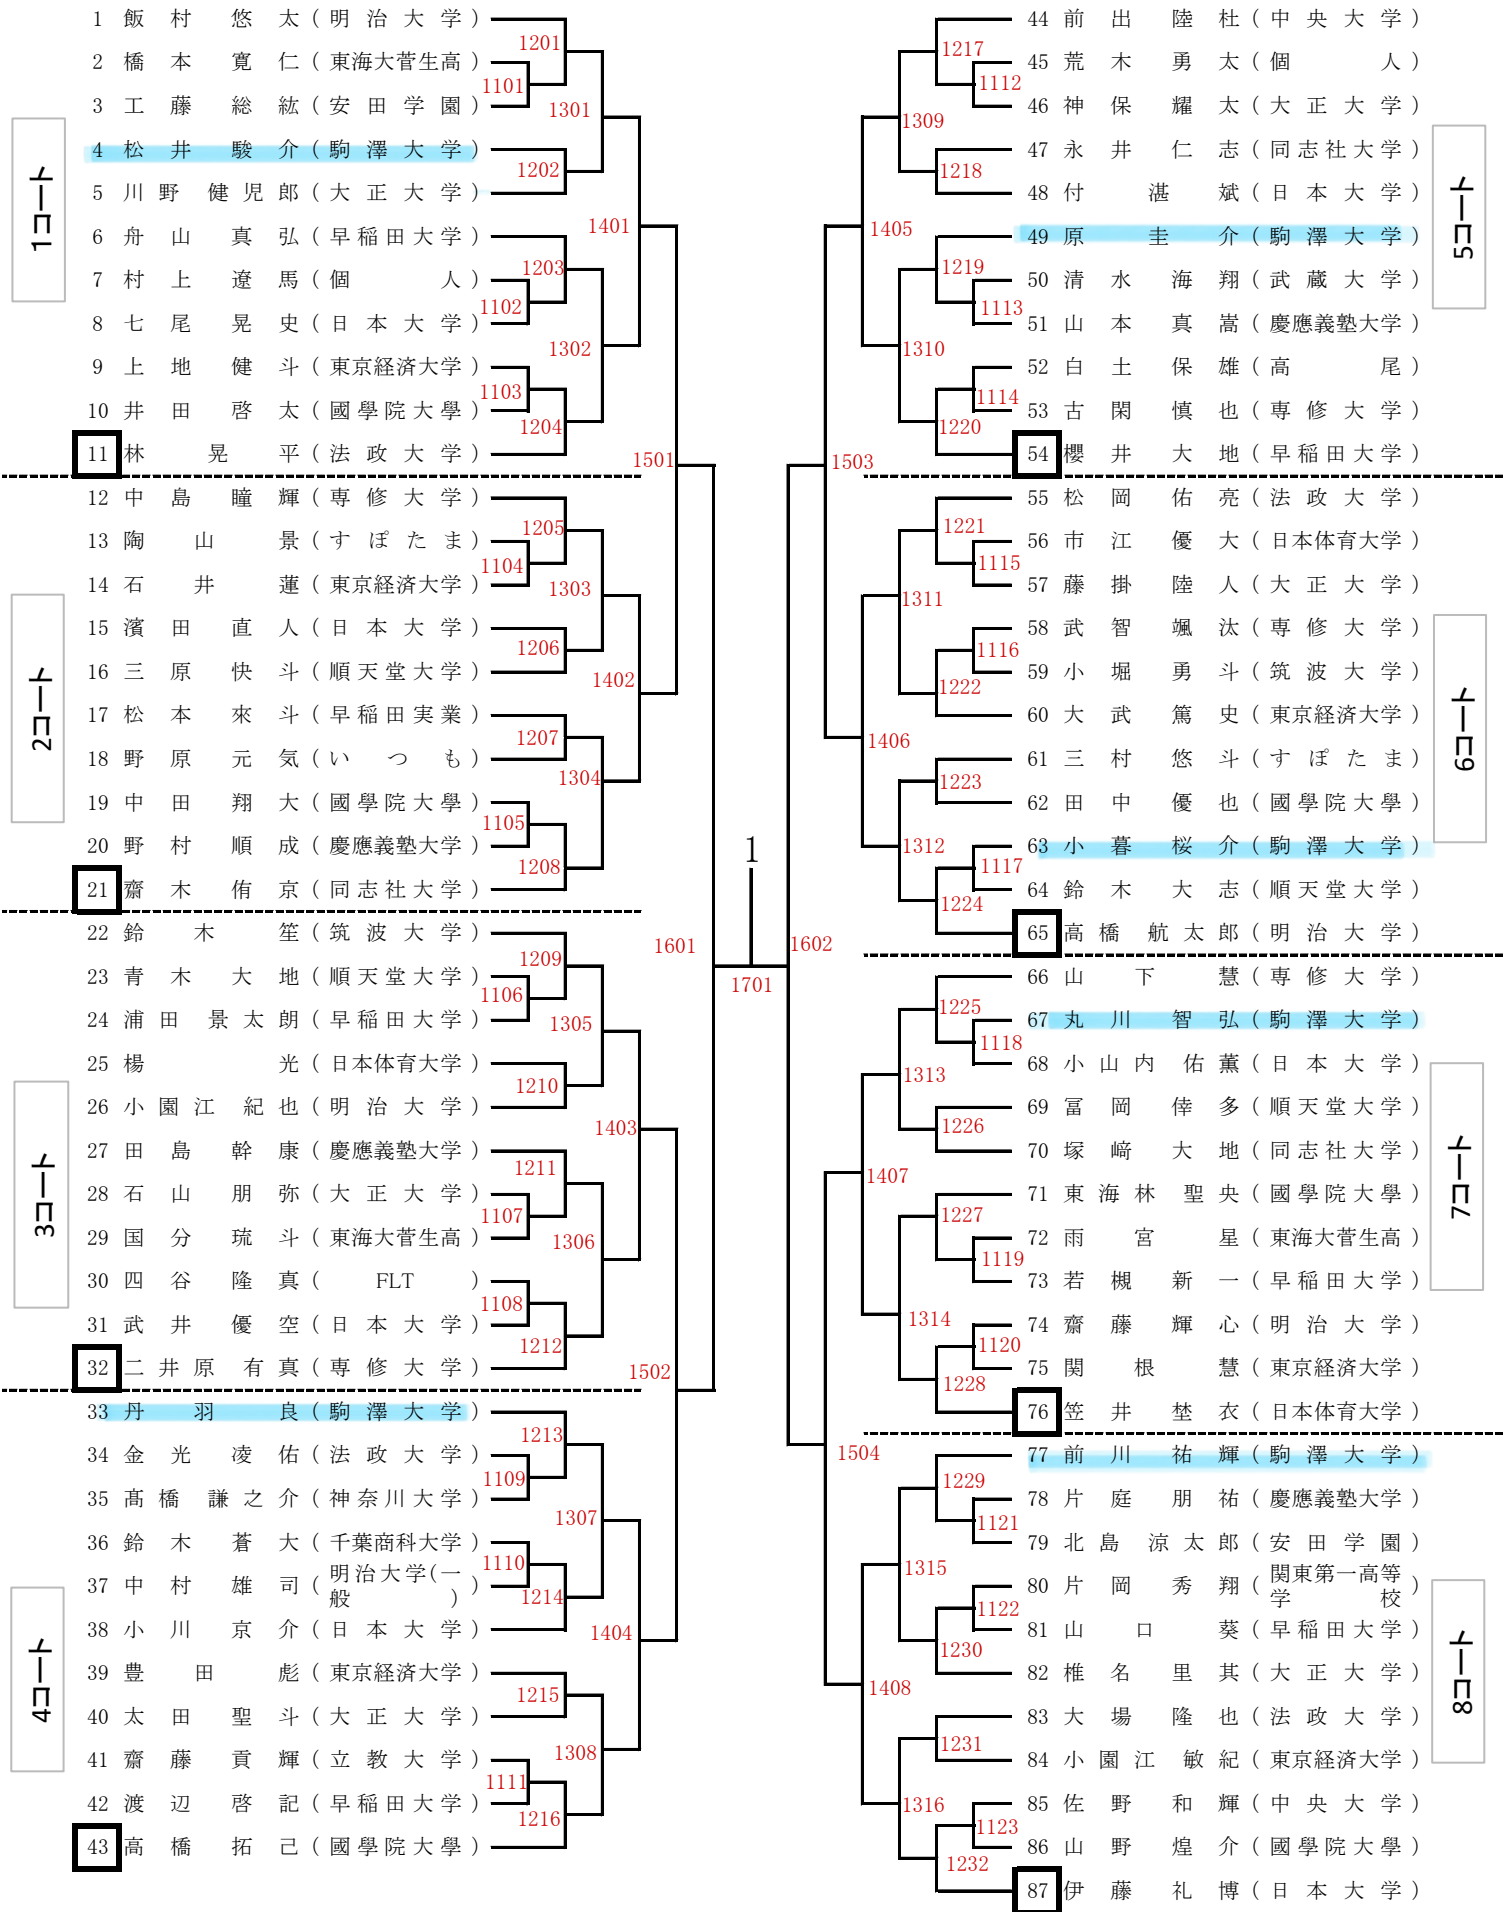 1 飯村 悠太（明治大学）
2 橋本 寛仁（東海大菅生高）
3 工藤 総紘（安田学園）
4 松井 駿介（駒澤大学）
5 川野 健児郎（大正大学）
6 舟山 真弘（早稲田大学）
7 村上 遼馬（個人）
8 七尾 晃史（日本大学）
9 上地 健斗（東京経済大学）
10 井田 啓太（國學院大學）
11 林 晃平（法政大学）
1コート
1201
1101
1301
1202
1401
1203
1102
1302
1103
1204
1501
12 中島 瞳輝（専修大学）
13 陶山 景（すぽたま）
14 石井 蓮（東京経済大学）
15 濱田 直人（日本大学）
16 三原 快斗（順天堂大学）
17 松本 來斗（早稲田実業）
18 野原 元気（いつも）
19 中田 翔大（國學院大學）
20 野村 順成（慶應義塾大学）
21 齋木 侑京（同志社大学）
2コート
1205
1104
1303
1206
1402
1207
1304
1105
1208
22 鈴木 笙（筑波大学）
23 青木 大地（順天堂大学）
24 浦田 景太朗（早稲田大学）
25 楊 光（日本体育大学）
26 小園江 紀也（明治大学）
27 田島 幹康（慶應義塾大学）
28 石山 朋弥（大正大学）
29 国分 琉斗（東海大菅生高）
30 四谷 隆真（FLT）
31 武井 優空（日本大学）
32 二井原 有真（専修大学）
3コート
1601
1209
1106
1305
1210
1403
1211
1107
1306
1108
1212
1502
33 丹羽 良（駒澤大学）
34 金光 凌佑（法政大学）
35 髙橋 謙之介（神奈川大学）
36 鈴木 蒼大（千葉商科大学）
37 中村 雄司（明治大学(一般)）
38 小川 京介（日本大学）
39 豊田 彪（東京経済大学）
40 太田 聖斗（大正大学）
41 齋藤 貢輝（立教大学）
42 渡辺 啓記（早稲田大学）
43 高橋 拓己（國學院大學）
4コート
1213
1109
1307
1110
1214
1404
1215
1308
1111
1216
1
1701
44 前出 陸杜（中央大学）
45 荒木 勇太（個人）
46 神保 耀太（大正大学）
47 永井 仁志（同志社大学）
48 付 湛斌（日本大学）
49 原 圭介（駒澤大学）
50 清水 海翔（武蔵大学）
51 山本 真嵩（慶應義塾大学）
52 白土 保雄（高尾）
53 古閑 慎也（専修大学）
54 櫻井 大地（早稲田大学）
5コート
1217
1112
1309
1218
1405
1219
1113
1310
1114
1220
1503
55 松岡 佑亮（法政大学）
56 市江 優大（日本体育大学）
57 藤掛 陸人（大正大学）
58 武智 颯汰（専修大学）
59 小堀 勇斗（筑波大学）
60 大武 篤史（東京経済大学）
61 三村 悠斗（すぽたま）
62 田中 優也（國學院大學）
63 小暮 桜介（駒澤大学）
64 鈴木 大志（順天堂大学）
65 高橋 航太郎（明治大学）
6コート
1221
1115
1311
1116
1222
1406
1223
1312
1117
1224
1602
66 山下 慧（専修大学）
67 丸川 智弘（駒澤大学）
68 小山内 佑薫（日本大学）
69 冨岡 倖多（順天堂大学）
70 塚﨑 大地（同志社大学）
71 東海林 聖央（國學院大學）
72 雨宮 星（東海大菅生高）
73 若槻 新一（早稲田大学）
74 齋藤 輝心（明治大学）
75 関根 慧（東京経済大学）
76 笠井 埜衣（日本体育大学）
7コート
1225
1118
1313
1226
1407
1227
1119
1314
1120
1228
1504
77 前川 祐輝（駒澤大学）
78 片庭 朋祐（慶應義塾大学）
79 北島 涼太郎（安田学園）
80 片岡 秀翔（関東第一高等学校）
81 山口 葵（早稲田大学）
82 椎名 里其（大正大学）
83 大場 隆也（法政大学）
84 小園江 敏紀（東京経済大学）
85 佐野 和輝（中央大学）
86 山野 煌介（國學院大學）
87 伊藤 礼博（日本大学）
8コート
1229
1121
1315
1122
1230
1408
1231
1316
1123
1232